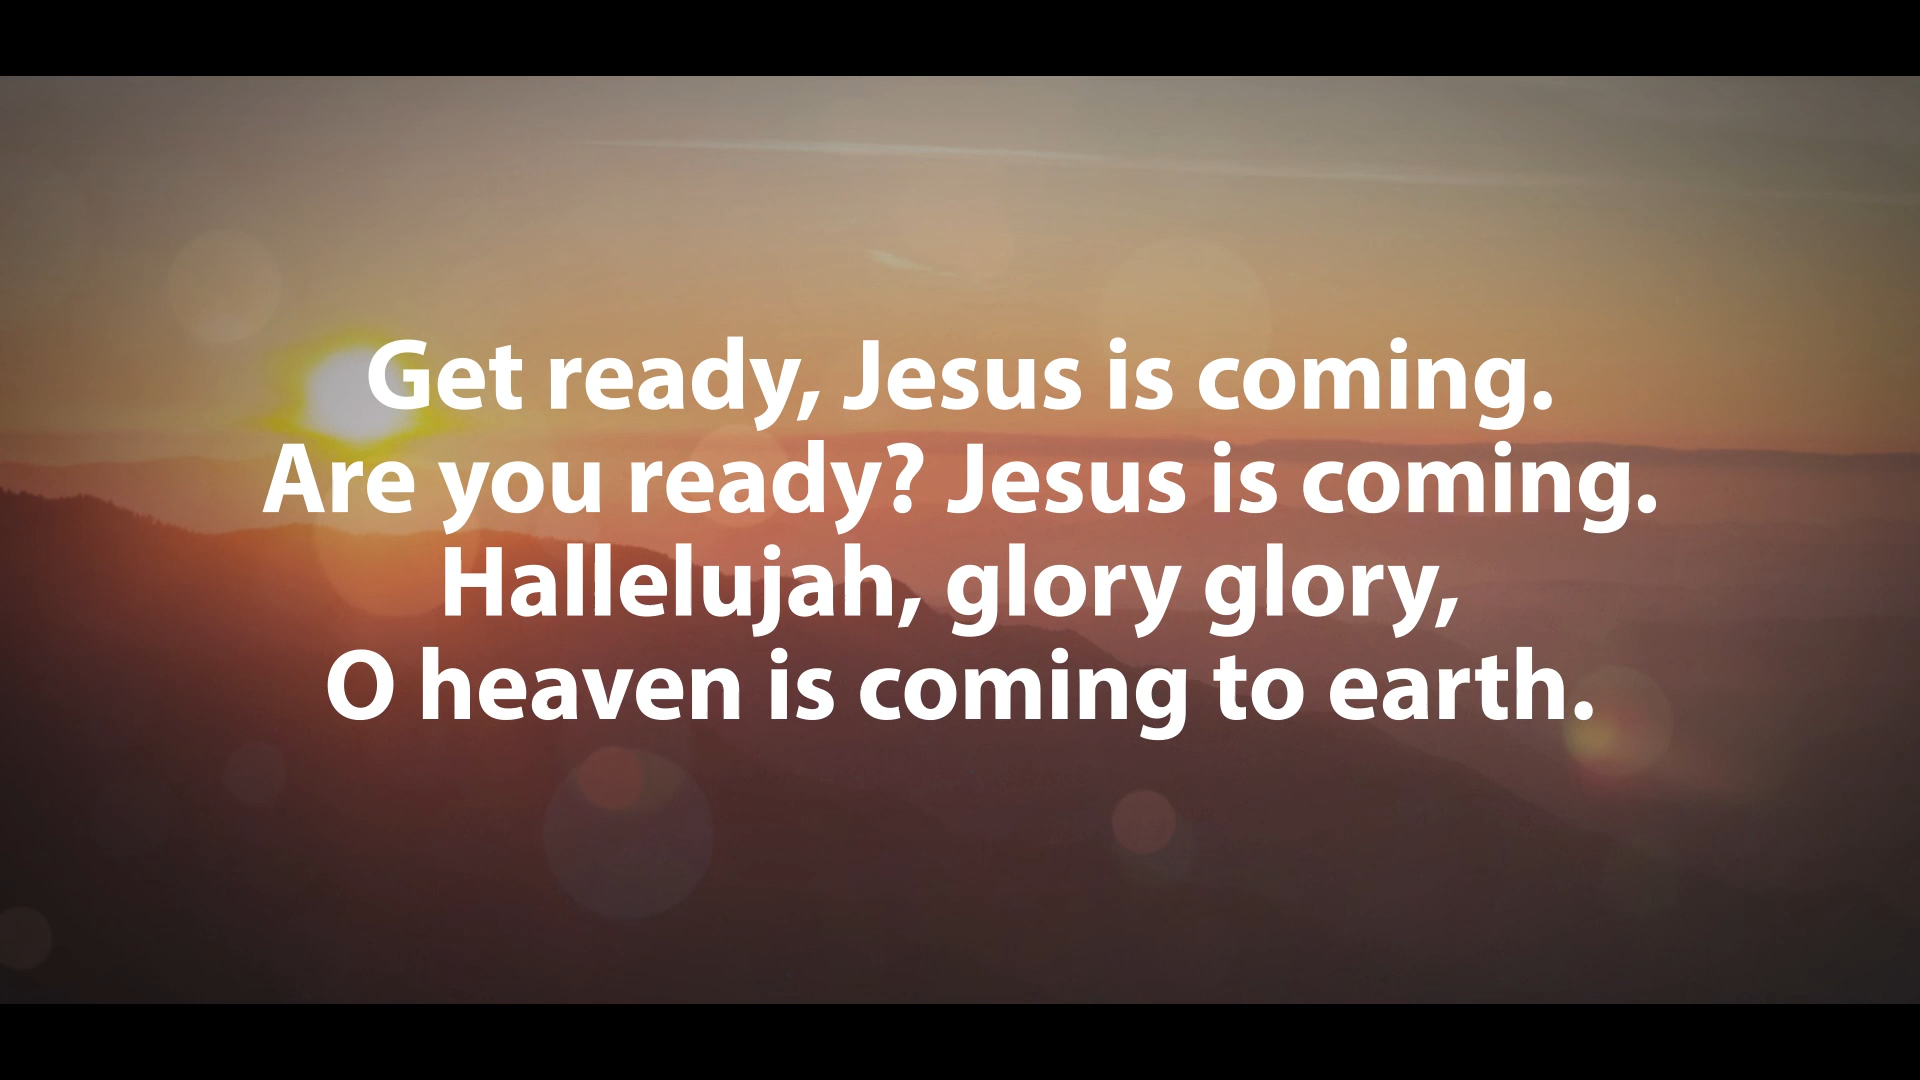 Get ready, Jesus is coming.
Are you ready? Jesus is coming.
Hallelujah, glory glory,
O heaven is coming to earth.